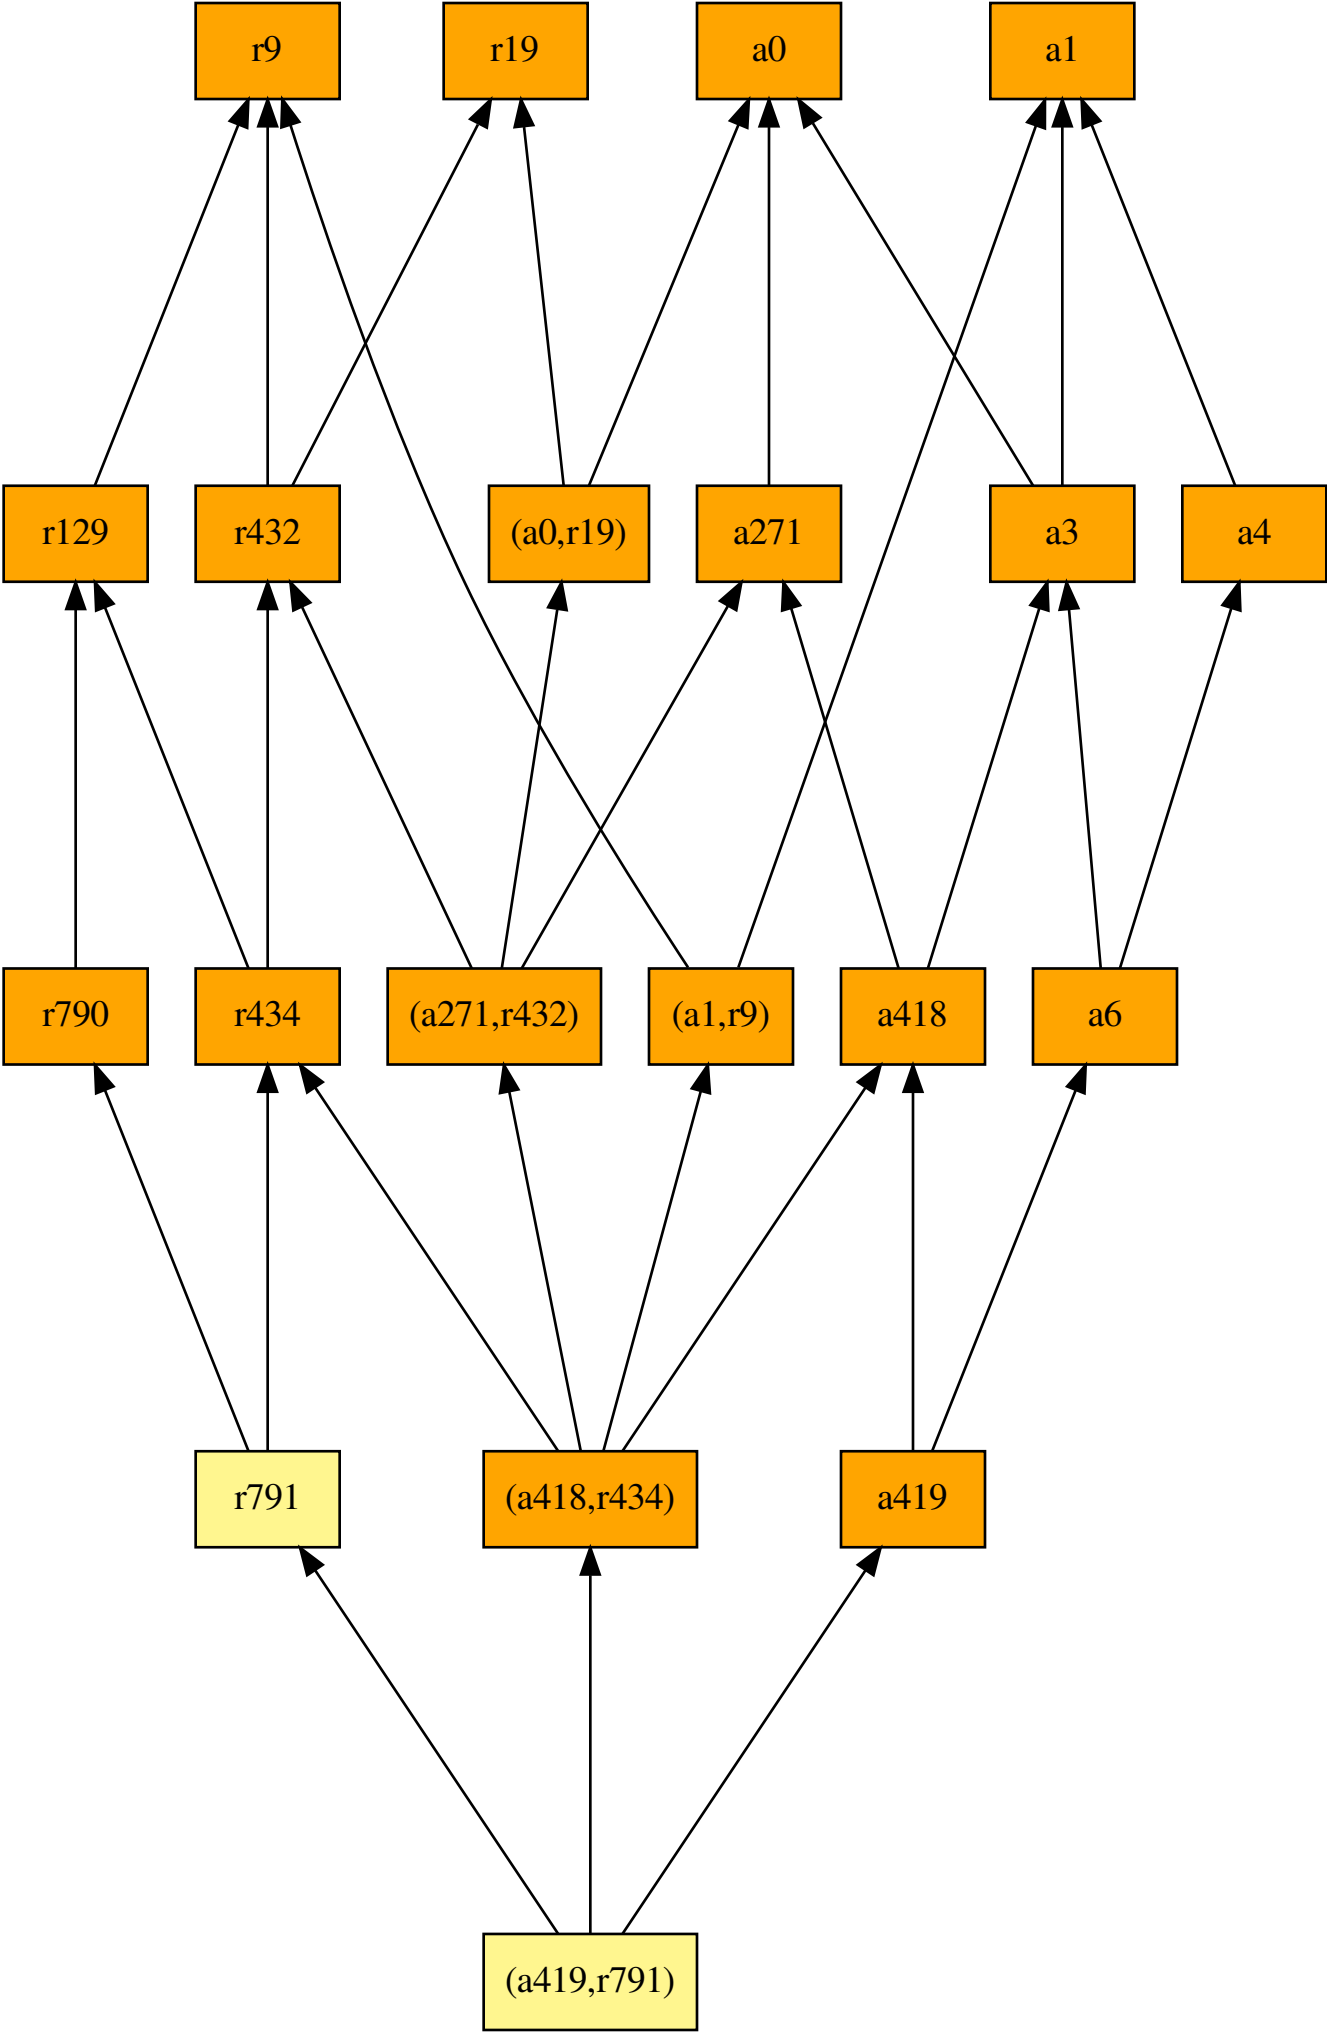 r9
r19
a0
a1
r129
r432
(a0,r19)
a271
a3
a4
r790
r434
(a271,r432)
(a1,r9)
a418
a6
r791
(a418,r434)
a419
(a419,r791)